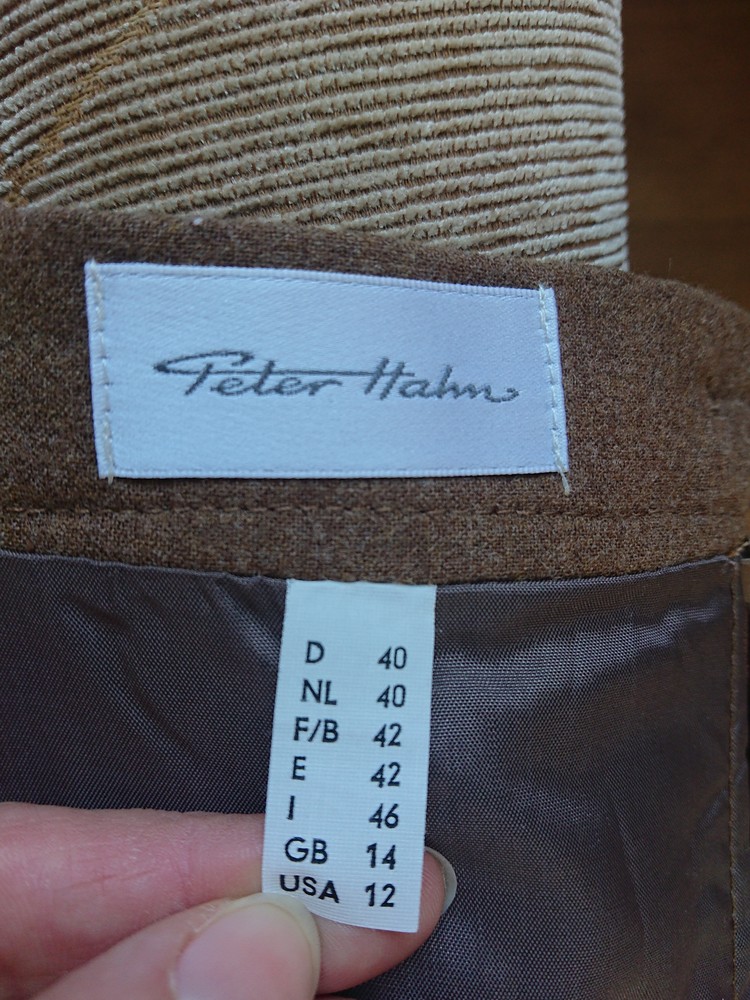 Peter Hahn
D 40
NL 40
F/B 42
E 42
I 46
GB 14
USA 12